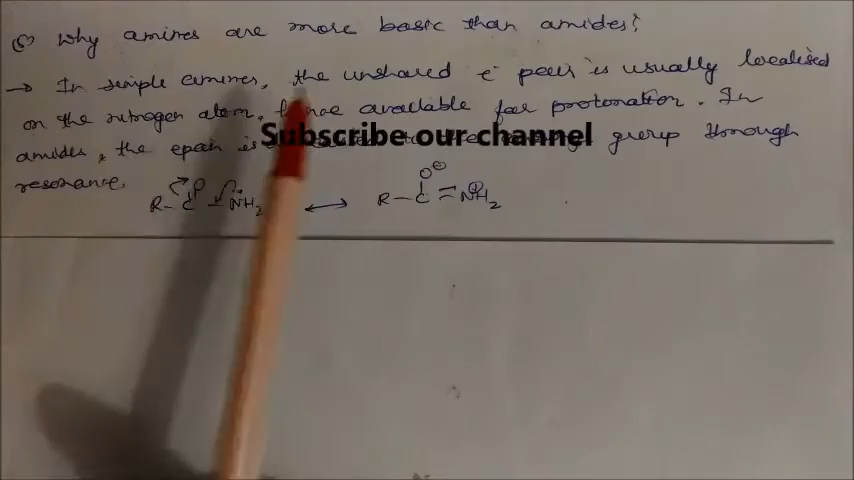 Q) Why amines are more basic than amides?
→ In simple amines, the unshared e⁻ pair is usually localised
on the nitrogen atom, hence available for protonation. In
Subscribe our channel
amides, the epair is group through
resonance.
R-C-N̈H₂ ⟷ R-C=NH₂
O O⊖ ⊕